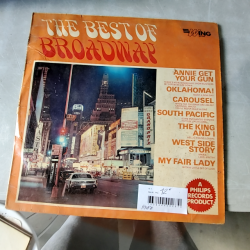 THE BEST OF
BROADWAY
ANNIE GET
YOUR GUN
OKLAHOMA!
CAROUSEL
SOUTH PACIFIC
THE KING
AND I
WEST SIDE
STORY
MY FAIR LADY
A
PHILIPS
RECORDS
PRODUCT